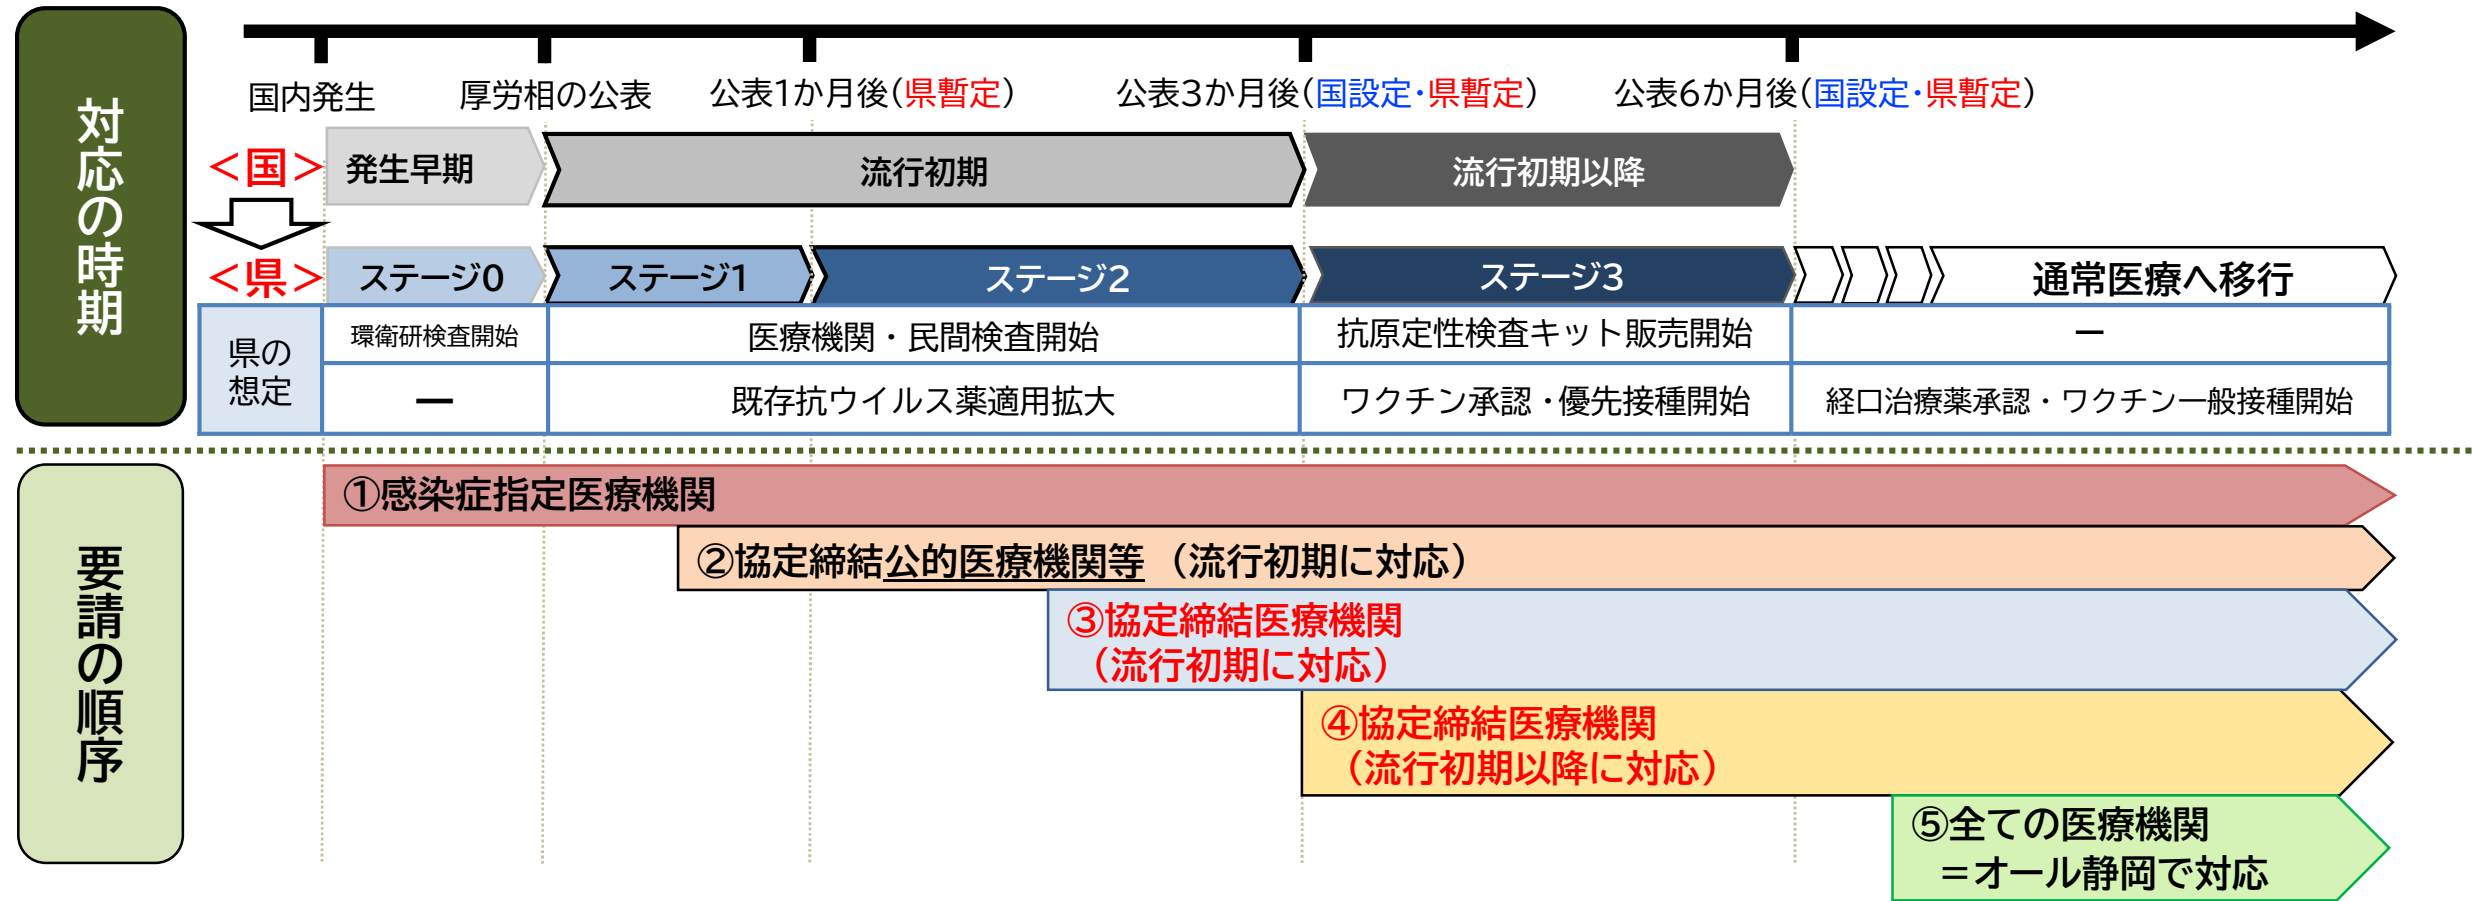 対応の時期
国内発生
厚労相の公表
公表1か月後(県暫定)
公表3か月後(国設定・県暫定)
公表6か月後(国設定・県暫定)
＜国＞
発生早期
流行初期
流行初期以降
＜県＞
ステージ0
ステージ1
ステージ2
ステージ3
通常医療へ移行
県の
想定
環衛研検査開始
医療機関・民間検査開始
抗原定性検査キット販売開始
ー
ー
既存抗ウイルス薬適用拡大
ワクチン承認・優先接種開始
経口治療薬承認・ワクチン一般接種開始
要請の順序
①感染症指定医療機関
②協定締結公的医療機関等（流行初期に対応）
③協定締結医療機関
（流行初期に対応）
④協定締結医療機関
（流行初期以降に対応）
⑤全ての医療機関
＝オール静岡で対応